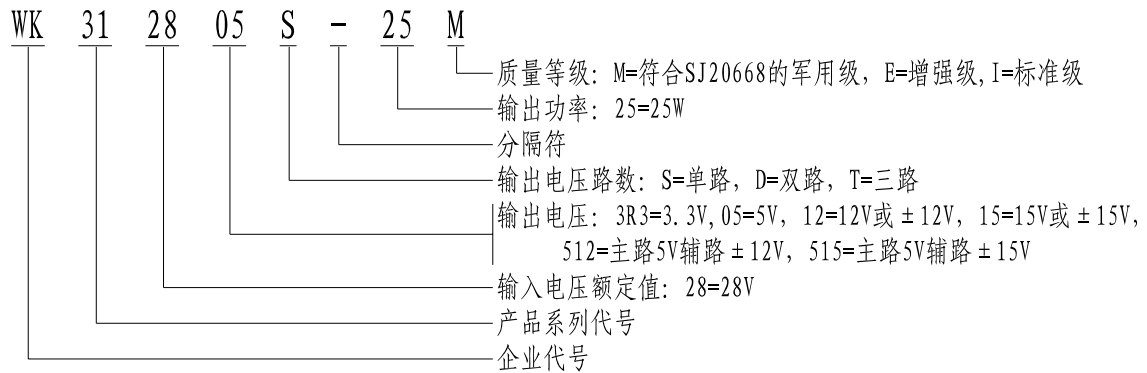 WK 31 28 05 S - 25 M
质量等级: M=符合SJ20668的军用级, E=增强级, I=标准级
输出功率: 25=25W
分隔符
输出电压路数: S=单路, D=双路, T=三路
输出电压: 3R3=3.3V, 05=5V, 12=12V或±12V, 15=15V或±15V,
512=主路5V辅路±12V, 515=主路5V辅路±15V
输入电压额定值: 28=28V
产品系列代号
企业代号